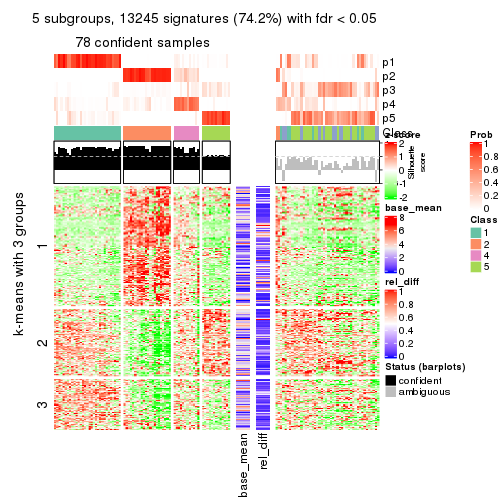 5 subgroups, 13245 signatures (74.2%) with fdr < 0.05
78 confident samples
p1
p2
p3
p4
p5
Class
Silhouette
score
k-means with 3 groups
1
2
3
base_mean
rel_diff
z-score
2
1
0
-1
-2
base_mean
8
6
4
2
0
rel_diff
1
0.8
0.6
0.4
0.2
0
Status (barplots)
confident
ambiguous
Prob
1
0.8
0.6
0.4
0.2
0
Class
1
2
4
5